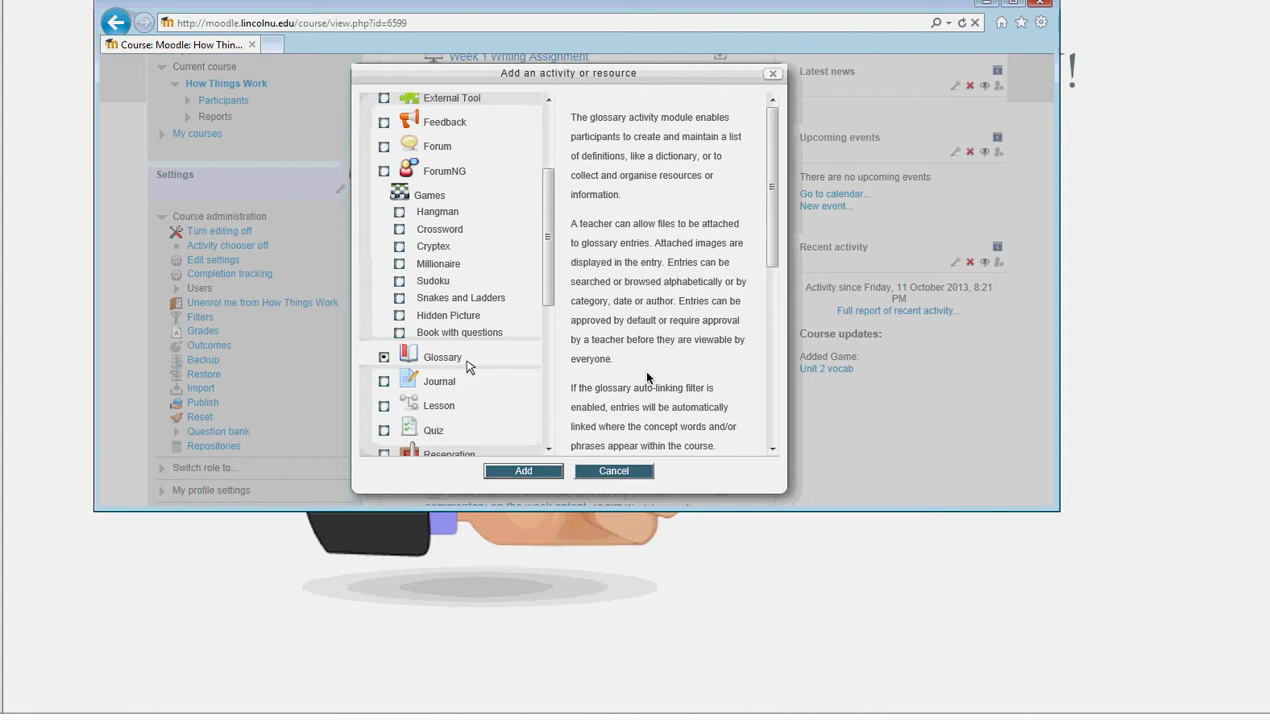 http://moodle.lincolnu.edu/course/view.php?id=6599
Course: Moodle: How Thin...
!
Current course
How Things Work
Participants
Reports
My courses
Settings
Course administration
Turn editing off
Activity chooser off
Edit settings
Completion tracking
Users
Unenrol me from How Things Work
Filters
Grades
Outcomes
Backup
Restore
Import
Publish
Reset
Question bank
Repositories
Switch role to...
My profile settings
Week 1 Writing Assignment
Add an activity or resource
External Tool
Feedback
Forum
ForumNG
Games
Hangman
Crossword
Cryptex
Millionaire
Sudoku
Snakes and Ladders
Hidden Picture
Book with questions
Glossary
Journal
Lesson
Quiz
Reservation
The glossary activity module enables
participants to create and maintain a list
of definitions, like a dictionary, or to
collect and organise resources or
information.
A teacher can allow files to be attached
to glossary entries. Attached images are
displayed in the entry. Entries can be
searched or browsed alphabetically or by
category, date or author. Entries can be
approved by default or require approval
by a teacher before they are viewable by
everyone.
If the glossary auto-linking filter is
enabled, entries will be automatically
linked where the concept words and/or
phrases appear within the course.
Add
Cancel
Latest news
Upcoming events
There are no upcoming events
Go to calendar...
New event...
Recent activity
Activity since Friday, 11 October 2013, 8:21
PM
Full report of recent activity...
Course updates:
Added Game:
Unit 2 vocab